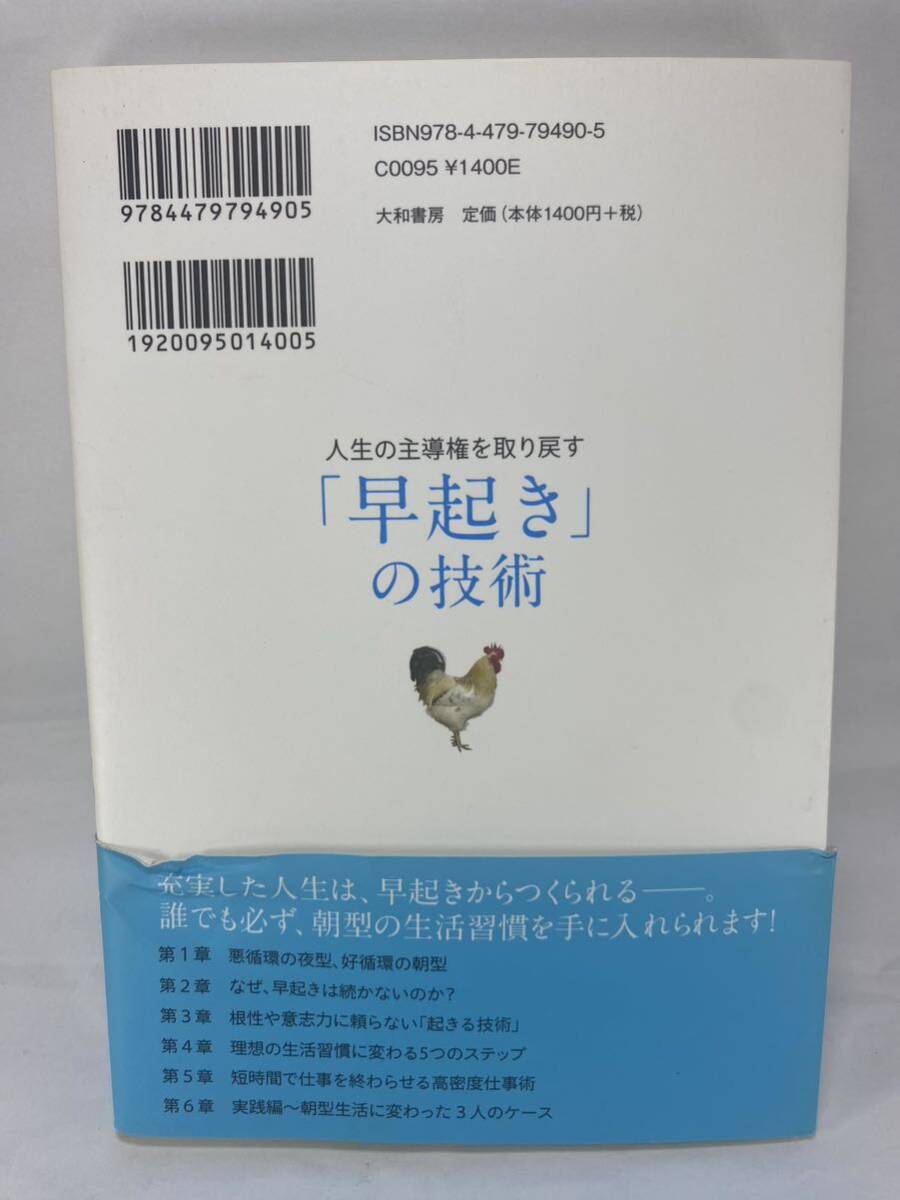 ISBN978-4-479-79490-5
C0095 ¥1400E
9784479794905
大和書房　定価（本体1400円＋税）
1920095014005
人生の主導権を取り戻す
「早起き」
の技術
充実した人生は、早起きからつくられる――。
誰でも必ず、朝型の生活習慣を手に入れられます！
第1章　悪循環の夜型、好循環の朝型
第2章　なぜ、早起きは続かないのか？
第3章　根性や意志力に頼らない「起きる技術」
第4章　理想の生活習慣に変わる5つのステップ
第5章　短時間で仕事を終わらせる高密度仕事術
第6章　実践編～朝型生活に変わった3人のケース